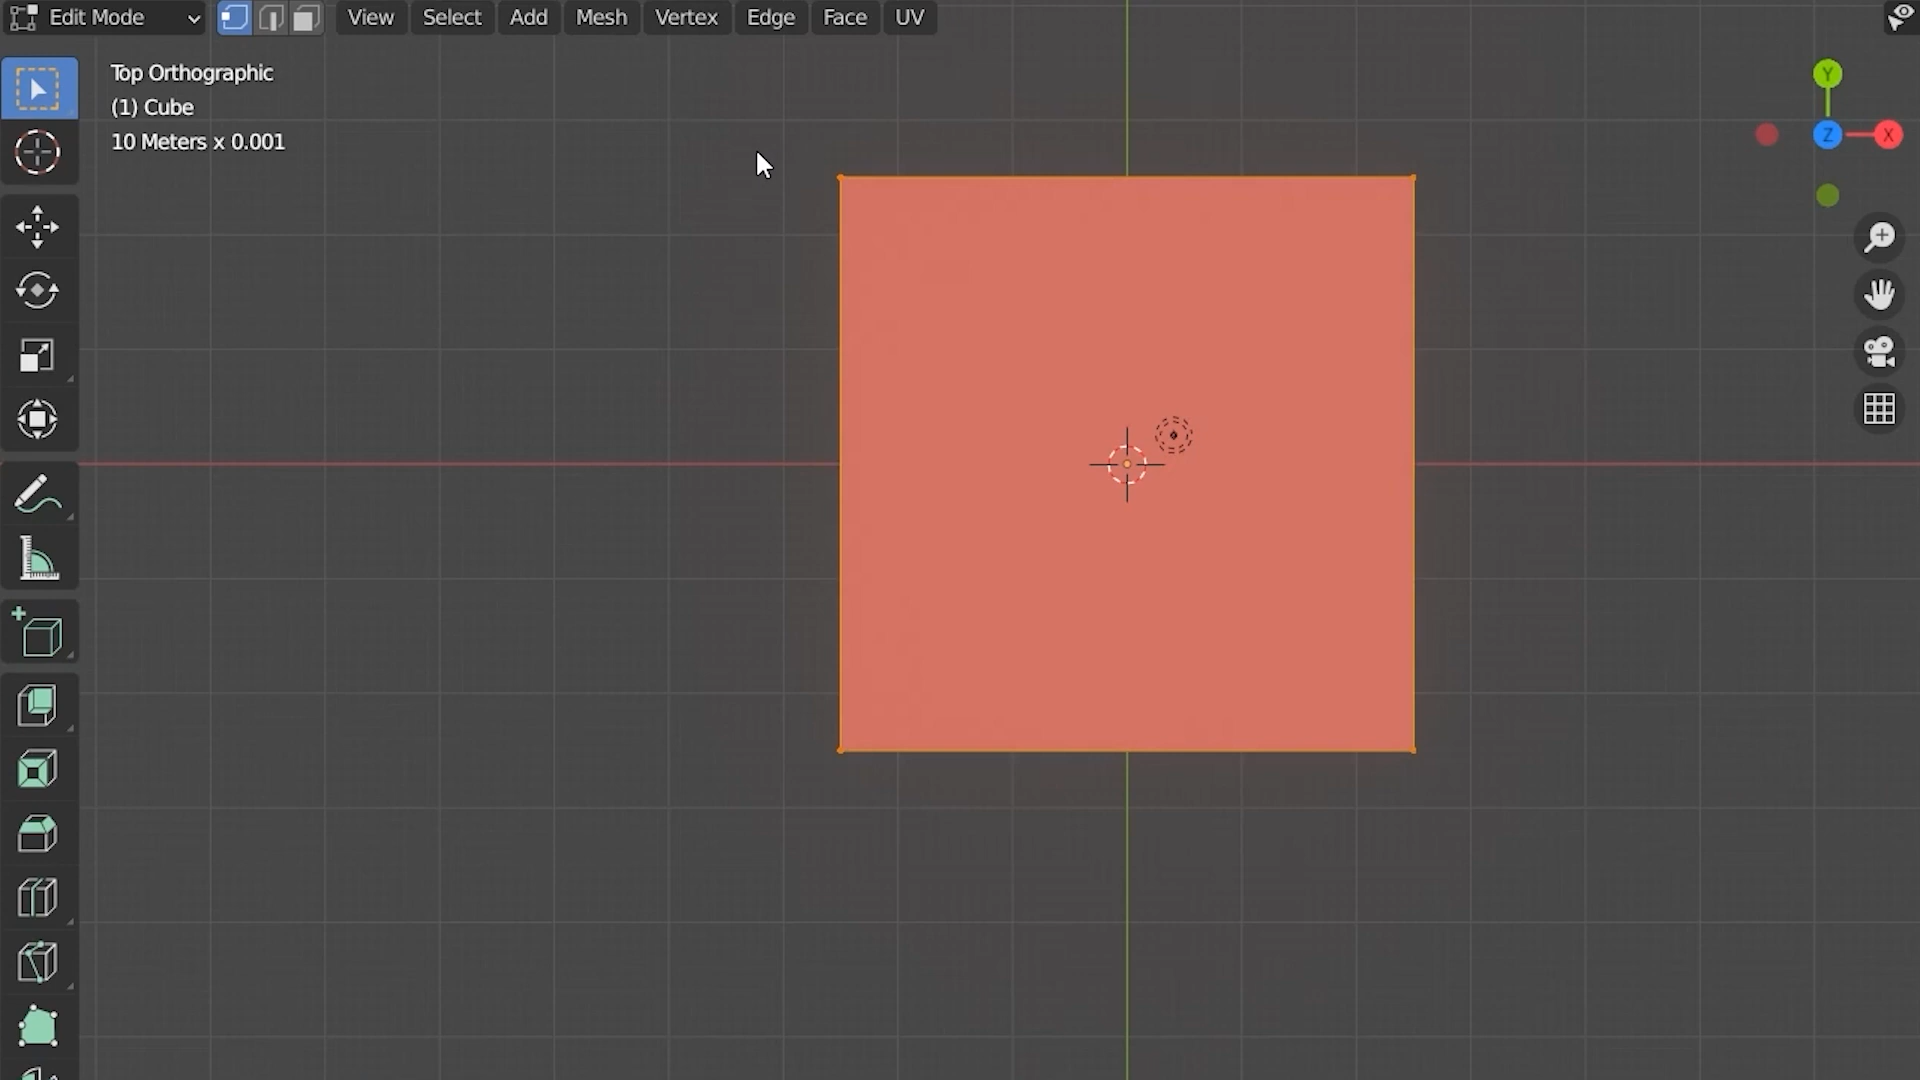 Edit Mode
View
Select
Add
Mesh
Vertex
Edge
Face
UV
Top Orthographic
(1) Cube
10 Meters x 0.001
Y
Z
X